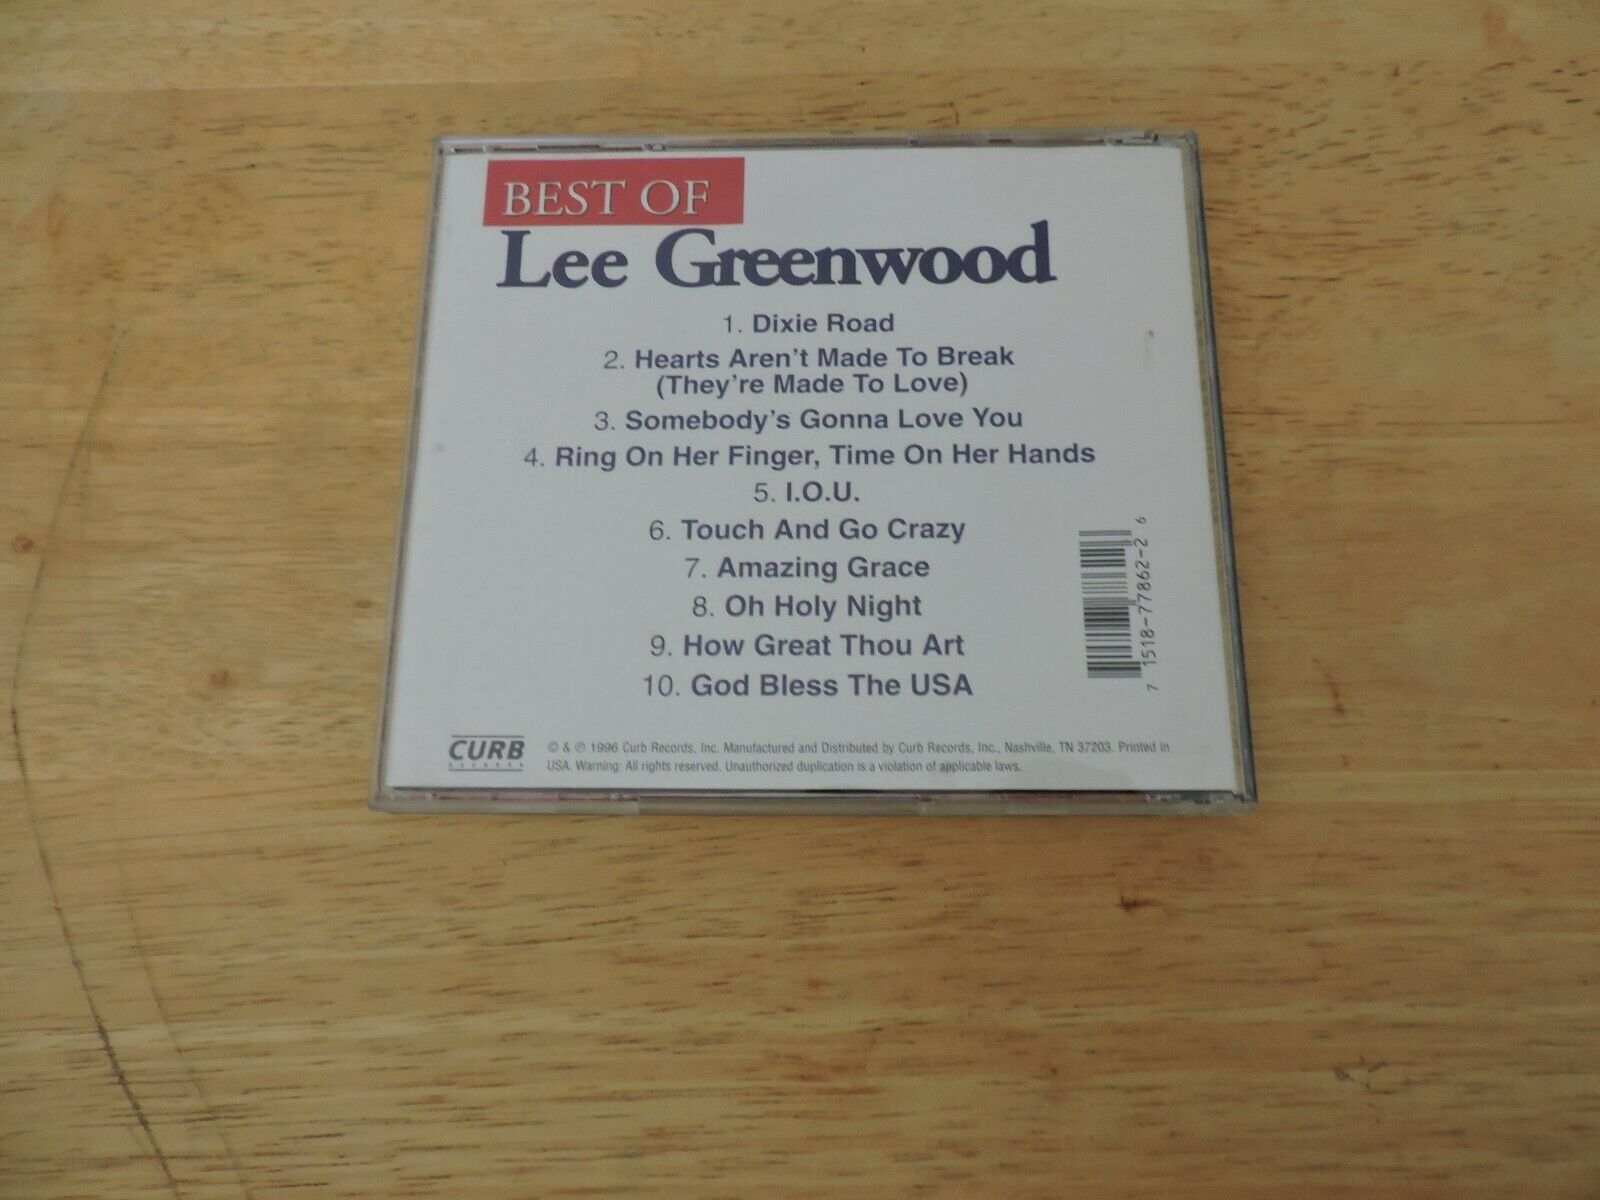 BEST OF
Lee Greenwood
1. Dixie Road
2. Hearts Aren't Made To Break
(They're Made To Love)
3. Somebody's Gonna Love You
4. Ring On Her Finger, Time On Her Hands
5. I.O.U.
6. Touch And Go Crazy
7. Amazing Grace
8. Oh Holy Night
9. How Great Thou Art
10. God Bless The USA
7 1518-77862-2 6
CURB
RECORDS
© & ℗ 1996 Curb Records, Inc. Manufactured and Distributed by Curb Records, Inc., Nashville, TN 37203. Printed in
USA. Warning: All rights reserved. Unauthorized duplication is a violation of applicable laws.